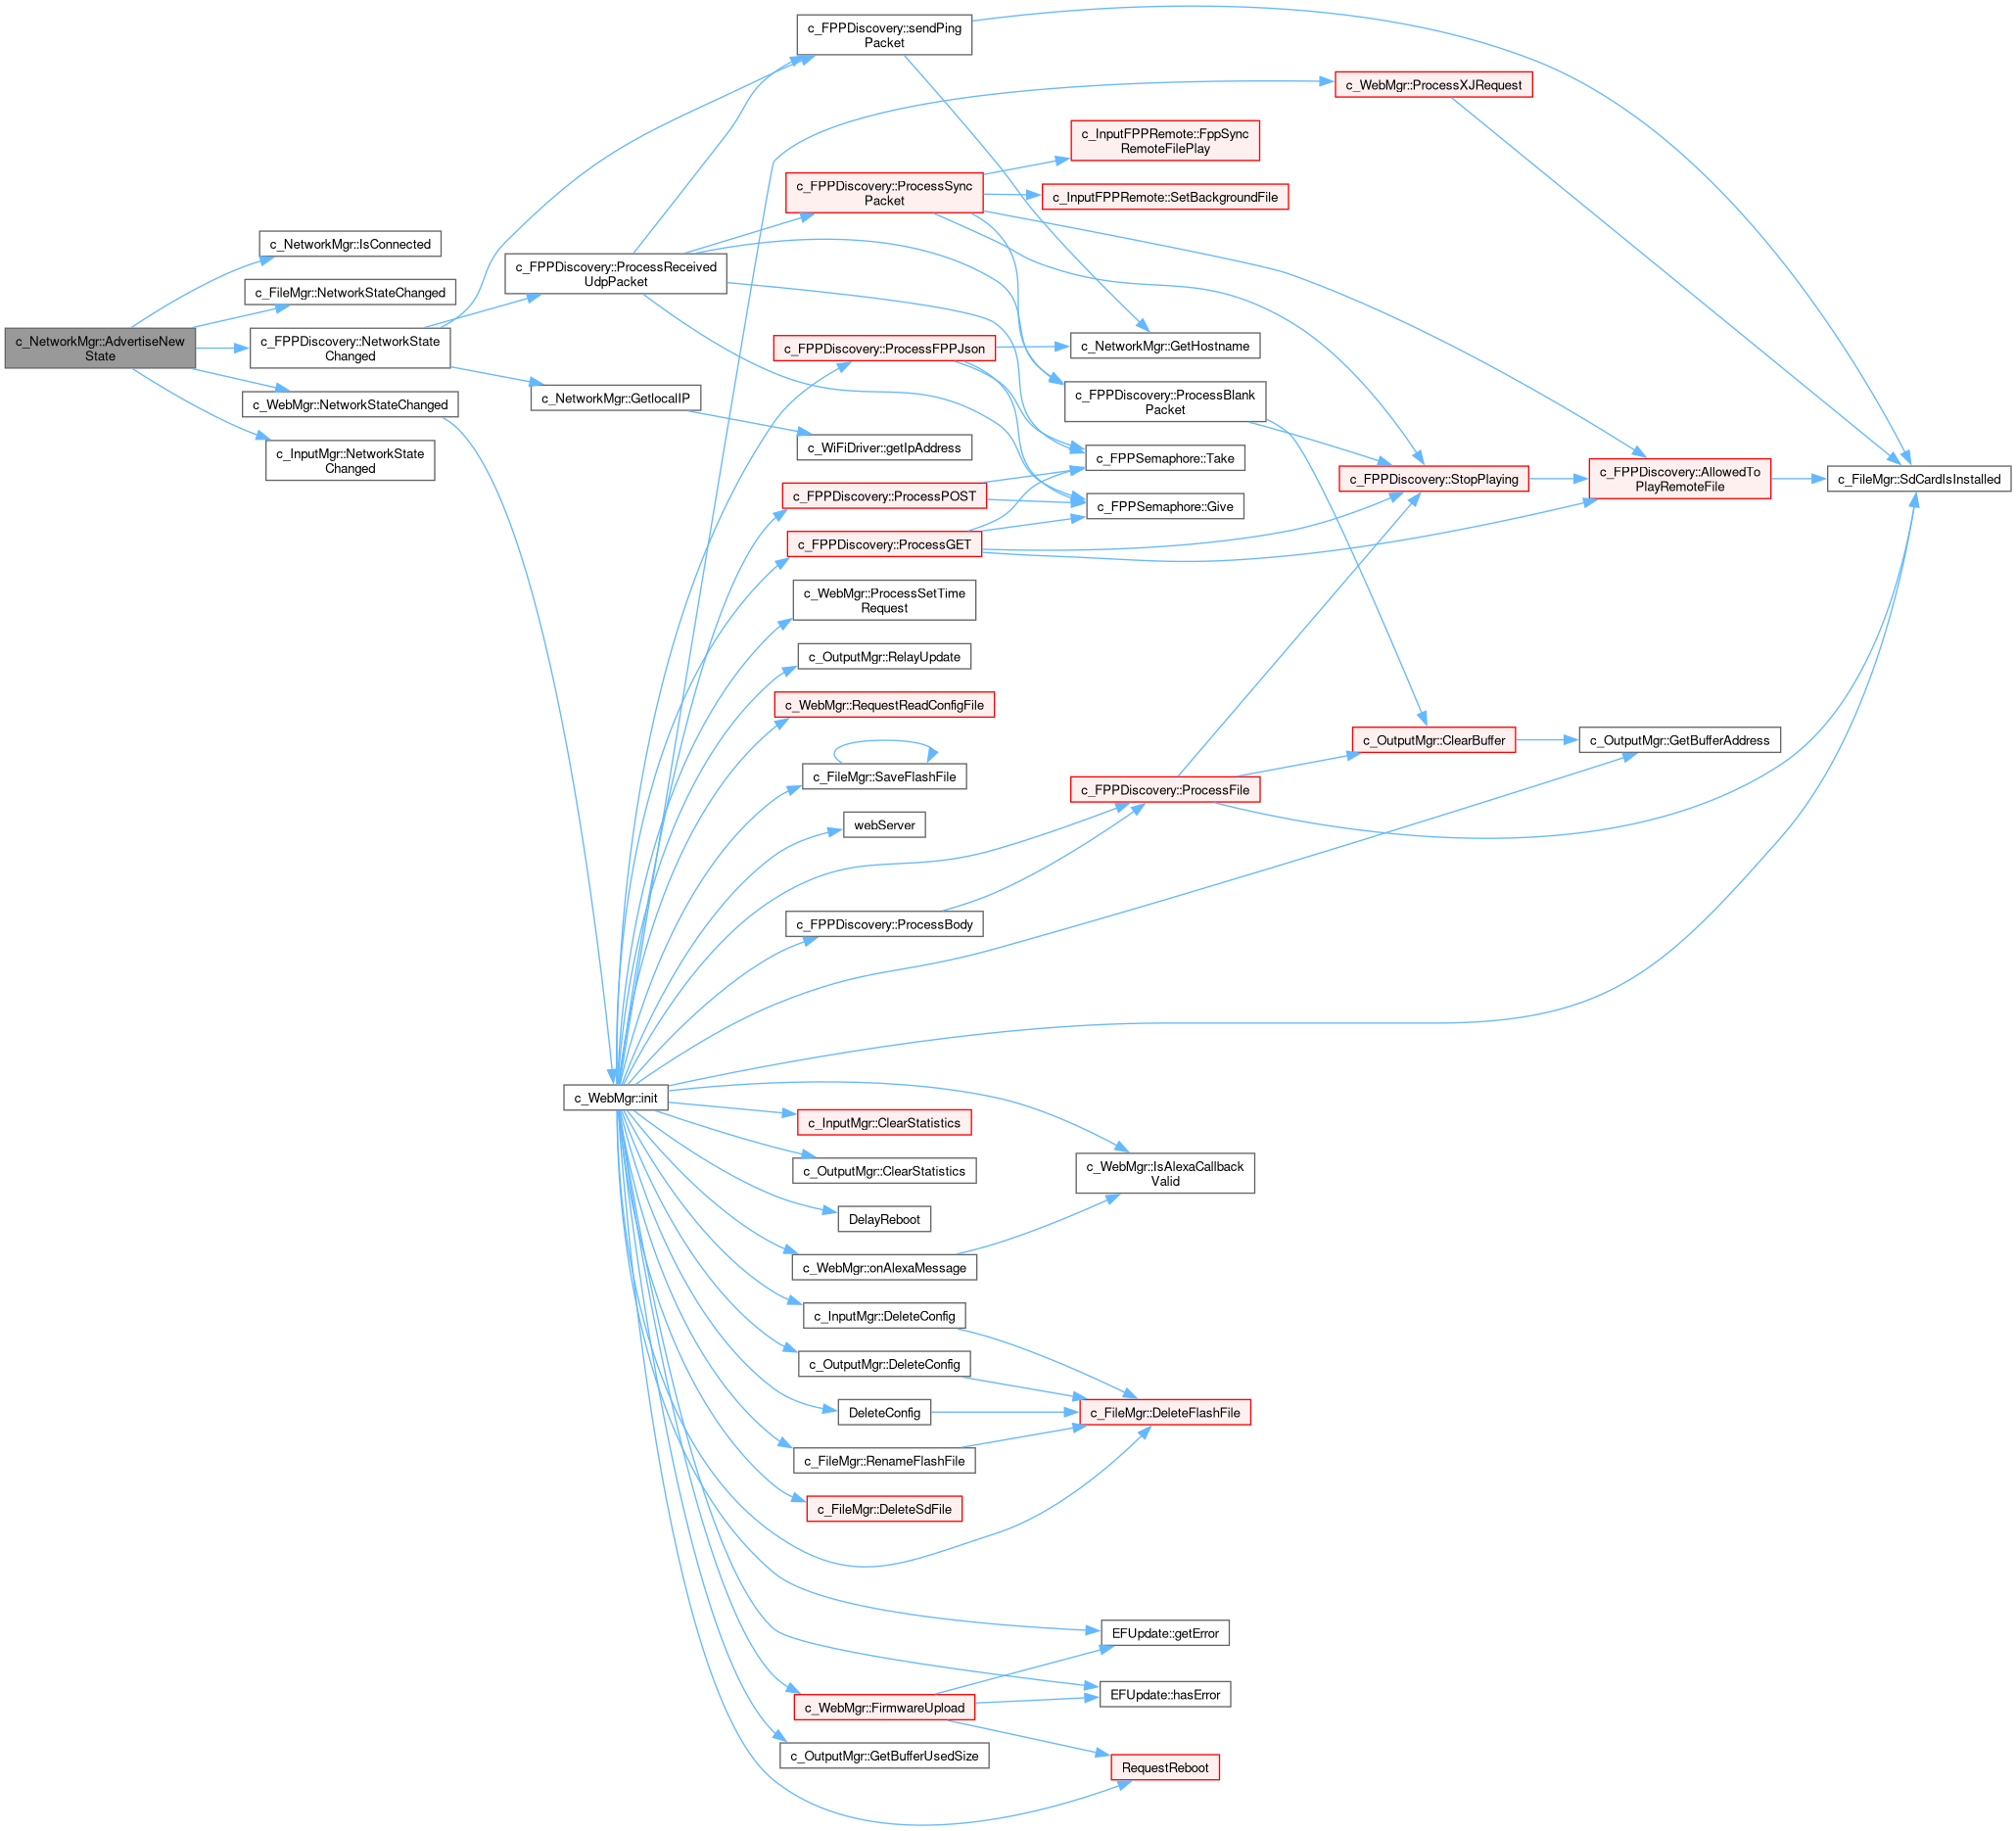 c_FPPDiscovery::sendPing
Packet
c_WebMgr::ProcessXJRequest
c_InputFPPRemote::FppSync
RemoteFilePlay
c_FPPDiscovery::ProcessSync
Packet
c_InputFPPRemote::SetBackgroundFile
c_NetworkMgr::IsConnected
c_FPPDiscovery::ProcessReceived
UdpPacket
c_FileMgr::NetworkStateChanged
c_NetworkMgr::AdvertiseNew
State
c_FPPDiscovery::NetworkState
Changed
c_FPPDiscovery::ProcessFPPJson
c_NetworkMgr::GetHostname
c_WebMgr::NetworkStateChanged
c_NetworkMgr::GetlocalIP
c_FPPDiscovery::ProcessBlank
Packet
c_InputMgr::NetworkState
Changed
c_WiFiDriver::getIpAddress
c_FPPSemaphore::Take
c_FPPDiscovery::StopPlaying
c_FPPDiscovery::AllowedTo
PlayRemoteFile
c_FileMgr::SdCardIsInstalled
c_FPPDiscovery::ProcessPOST
c_FPPSemaphore::Give
c_FPPDiscovery::ProcessGET
c_WebMgr::ProcessSetTime
Request
c_OutputMgr::RelayUpdate
c_WebMgr::RequestReadConfigFile
c_OutputMgr::ClearBuffer
c_OutputMgr::GetBufferAddress
c_FileMgr::SaveFlashFile
c_FPPDiscovery::ProcessFile
webServer
c_FPPDiscovery::ProcessBody
c_WebMgr::init
c_InputMgr::ClearStatistics
c_OutputMgr::ClearStatistics
c_WebMgr::IsAlexaCallback
Valid
DelayReboot
c_WebMgr::onAlexaMessage
c_InputMgr::DeleteConfig
c_OutputMgr::DeleteConfig
DeleteConfig
c_FileMgr::DeleteFlashFile
c_FileMgr::RenameFlashFile
c_FileMgr::DeleteSdFile
EFUpdate::getError
EFUpdate::hasError
c_WebMgr::FirmwareUpload
c_OutputMgr::GetBufferUsedSize
RequestReboot